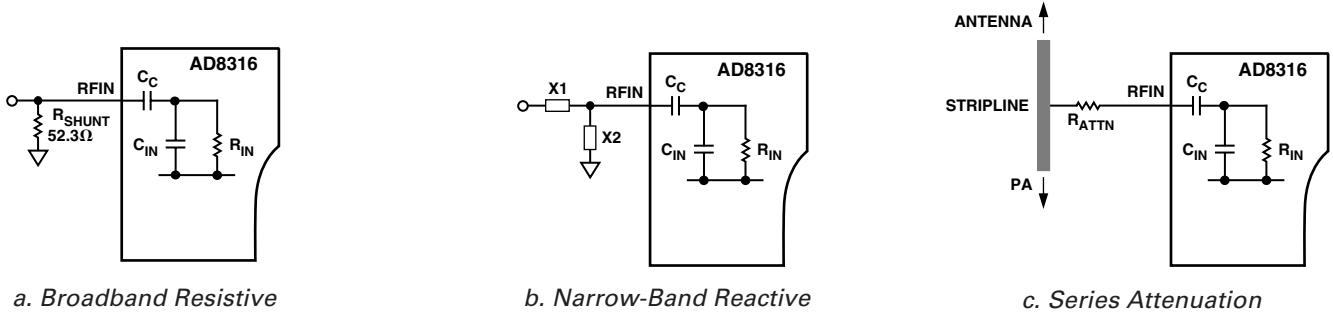 AD8316
RFIN
C_C
R_SHUNT
52.3Ω
C_IN
R_IN
a. Broadband Resistive
AD8316
X1
RFIN
C_C
X2
C_IN
R_IN
b. Narrow-Band Reactive
ANTENNA
AD8316
RFIN
C_C
STRIPLINE
R_ATTN
C_IN
R_IN
PA
c. Series Attenuation